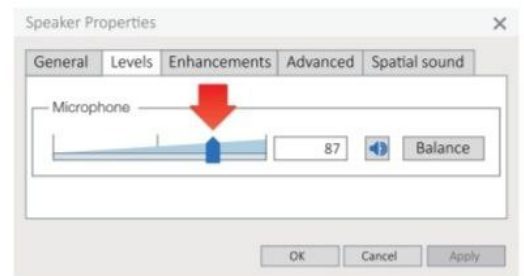 Speaker Properties
General Levels Enhancements Advanced Spatial sound
Microphone
87 Balance
OK Cancel Apply